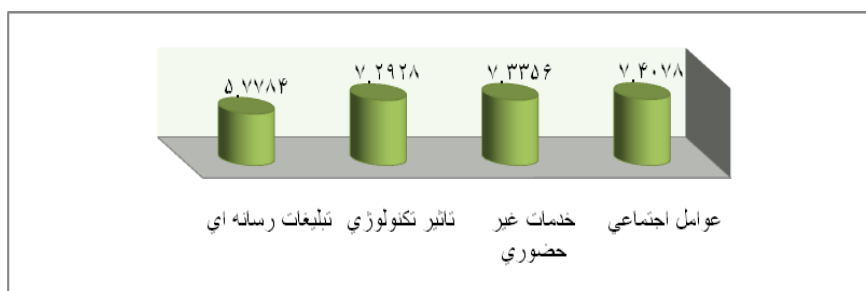 ۷.۴۰۷۸
۷.۳۳۵۶
۷.۲۹۲۸
۵.۷۷۸۴
عوامل اجتماعي
خدمات غير
حضوري
تاثير تكنولوژي
تبليغات رسانه اي